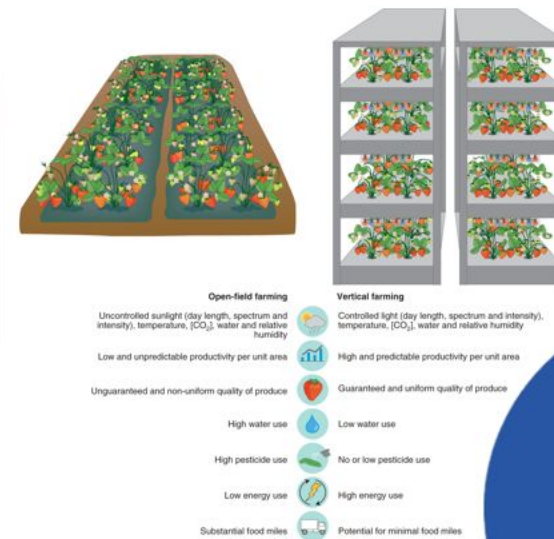 Open-field farming
Vertical farming
Uncontrolled sunlight (day length, spectrum and
intensity), temperature, [CO₂], water and relative
humidity
Controlled light (day length, spectrum and intensity),
temperature, [CO₂], water and relative humidity
Low and unpredictable productivity per unit area
High and predictable productivity per unit area
Unguaranteed and non-uniform quality of produce
Guaranteed and uniform quality of produce
High water use
Low water use
High pesticide use
No or low pesticide use
Low energy use
High energy use
Substantial food miles
Potential for minimal food miles